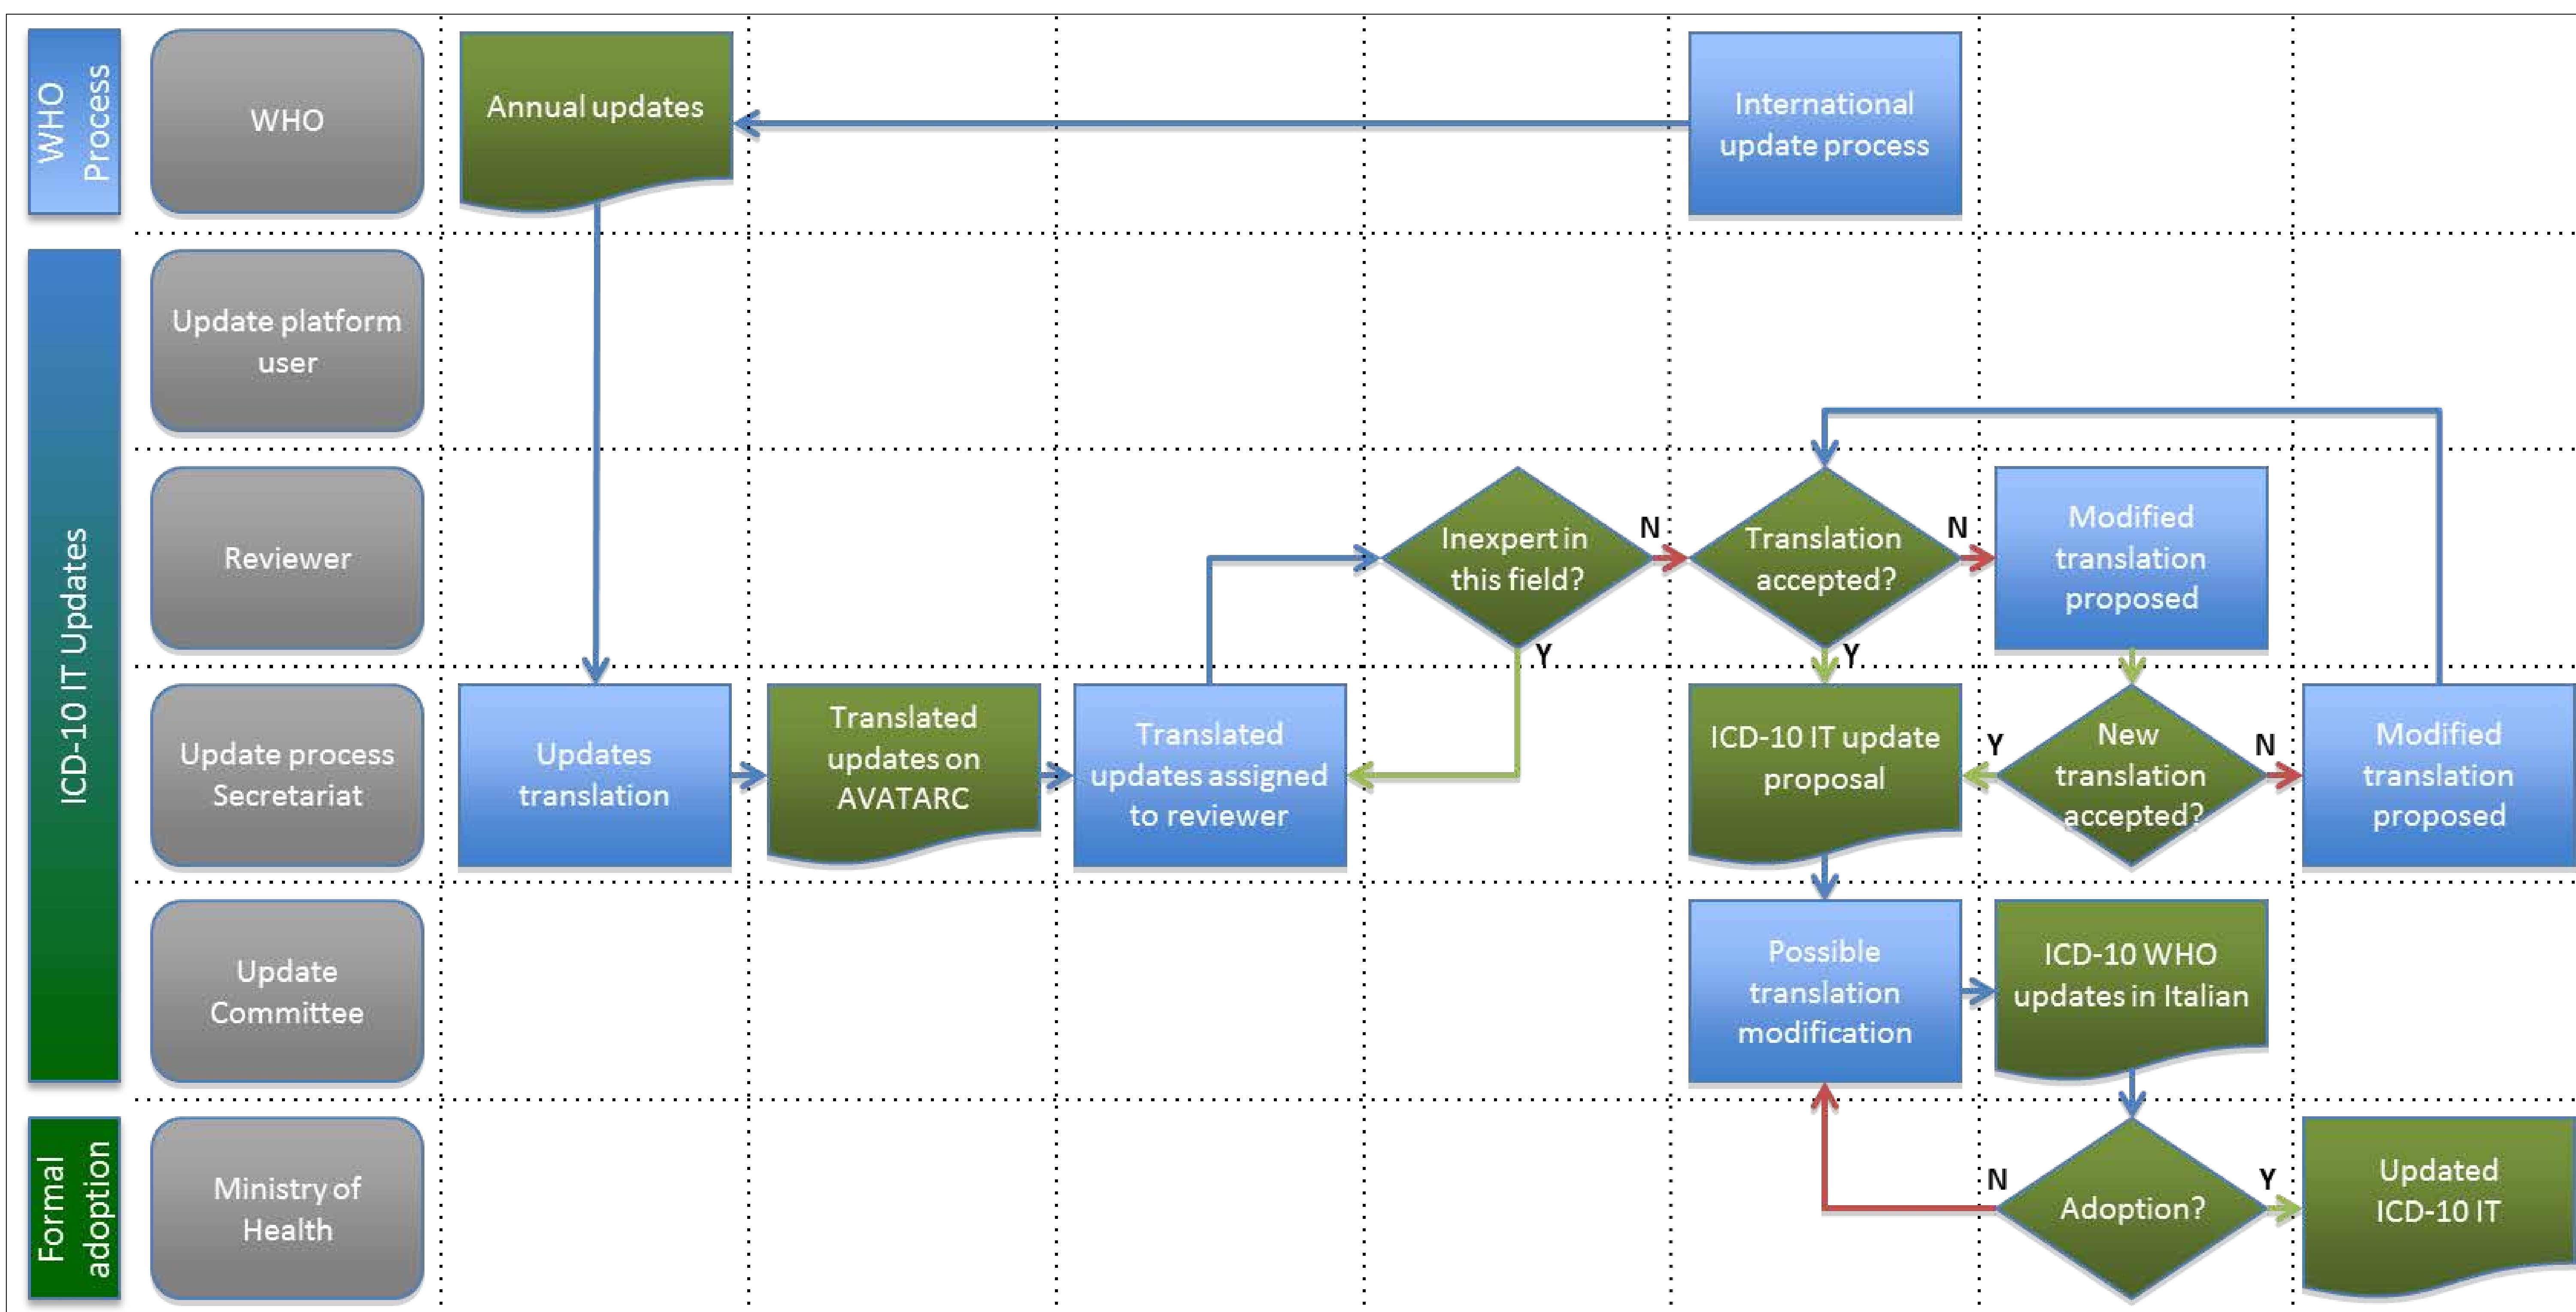 WHO
Process
WHO
Annual updates
International
update process
ICD-10 IT Updates
Update platform
user
Reviewer
Inexpert in
this field?
N
Y
Translation
accepted?
N
Y
Modified
translation
proposed
Update process
Secretariat
Updates
translation
Translated
updates on
AVATARC
Translated
updates assigned
to reviewer
ICD-10 IT update
proposal
Y
New
translation
accepted?
N
Modified
translation
proposed
Update
Committee
Possible
translation
modification
ICD-10 WHO
updates in Italian
Formal
adoption
Ministry of
Health
N
Adoption?
Y
Updated
ICD-10 IT